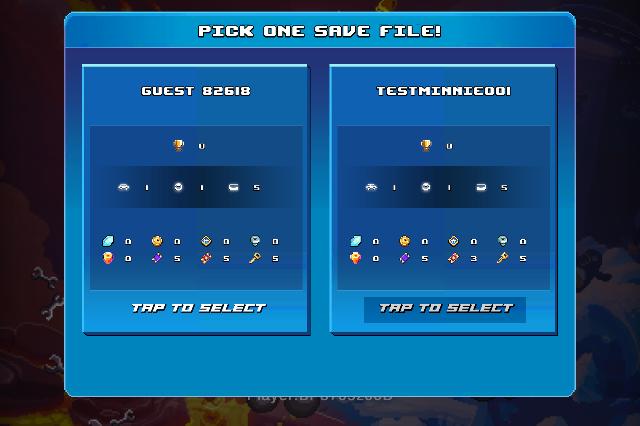 PICK ONE SAVE FILE!
GUEST 82618
0
1 1 5
0 0 0 0
0 5 5 5
TAP TO SELECT
TESTMINNIE001
0
1 1 5
0 0 0 0
0 5 3 5
TAP TO SELECT